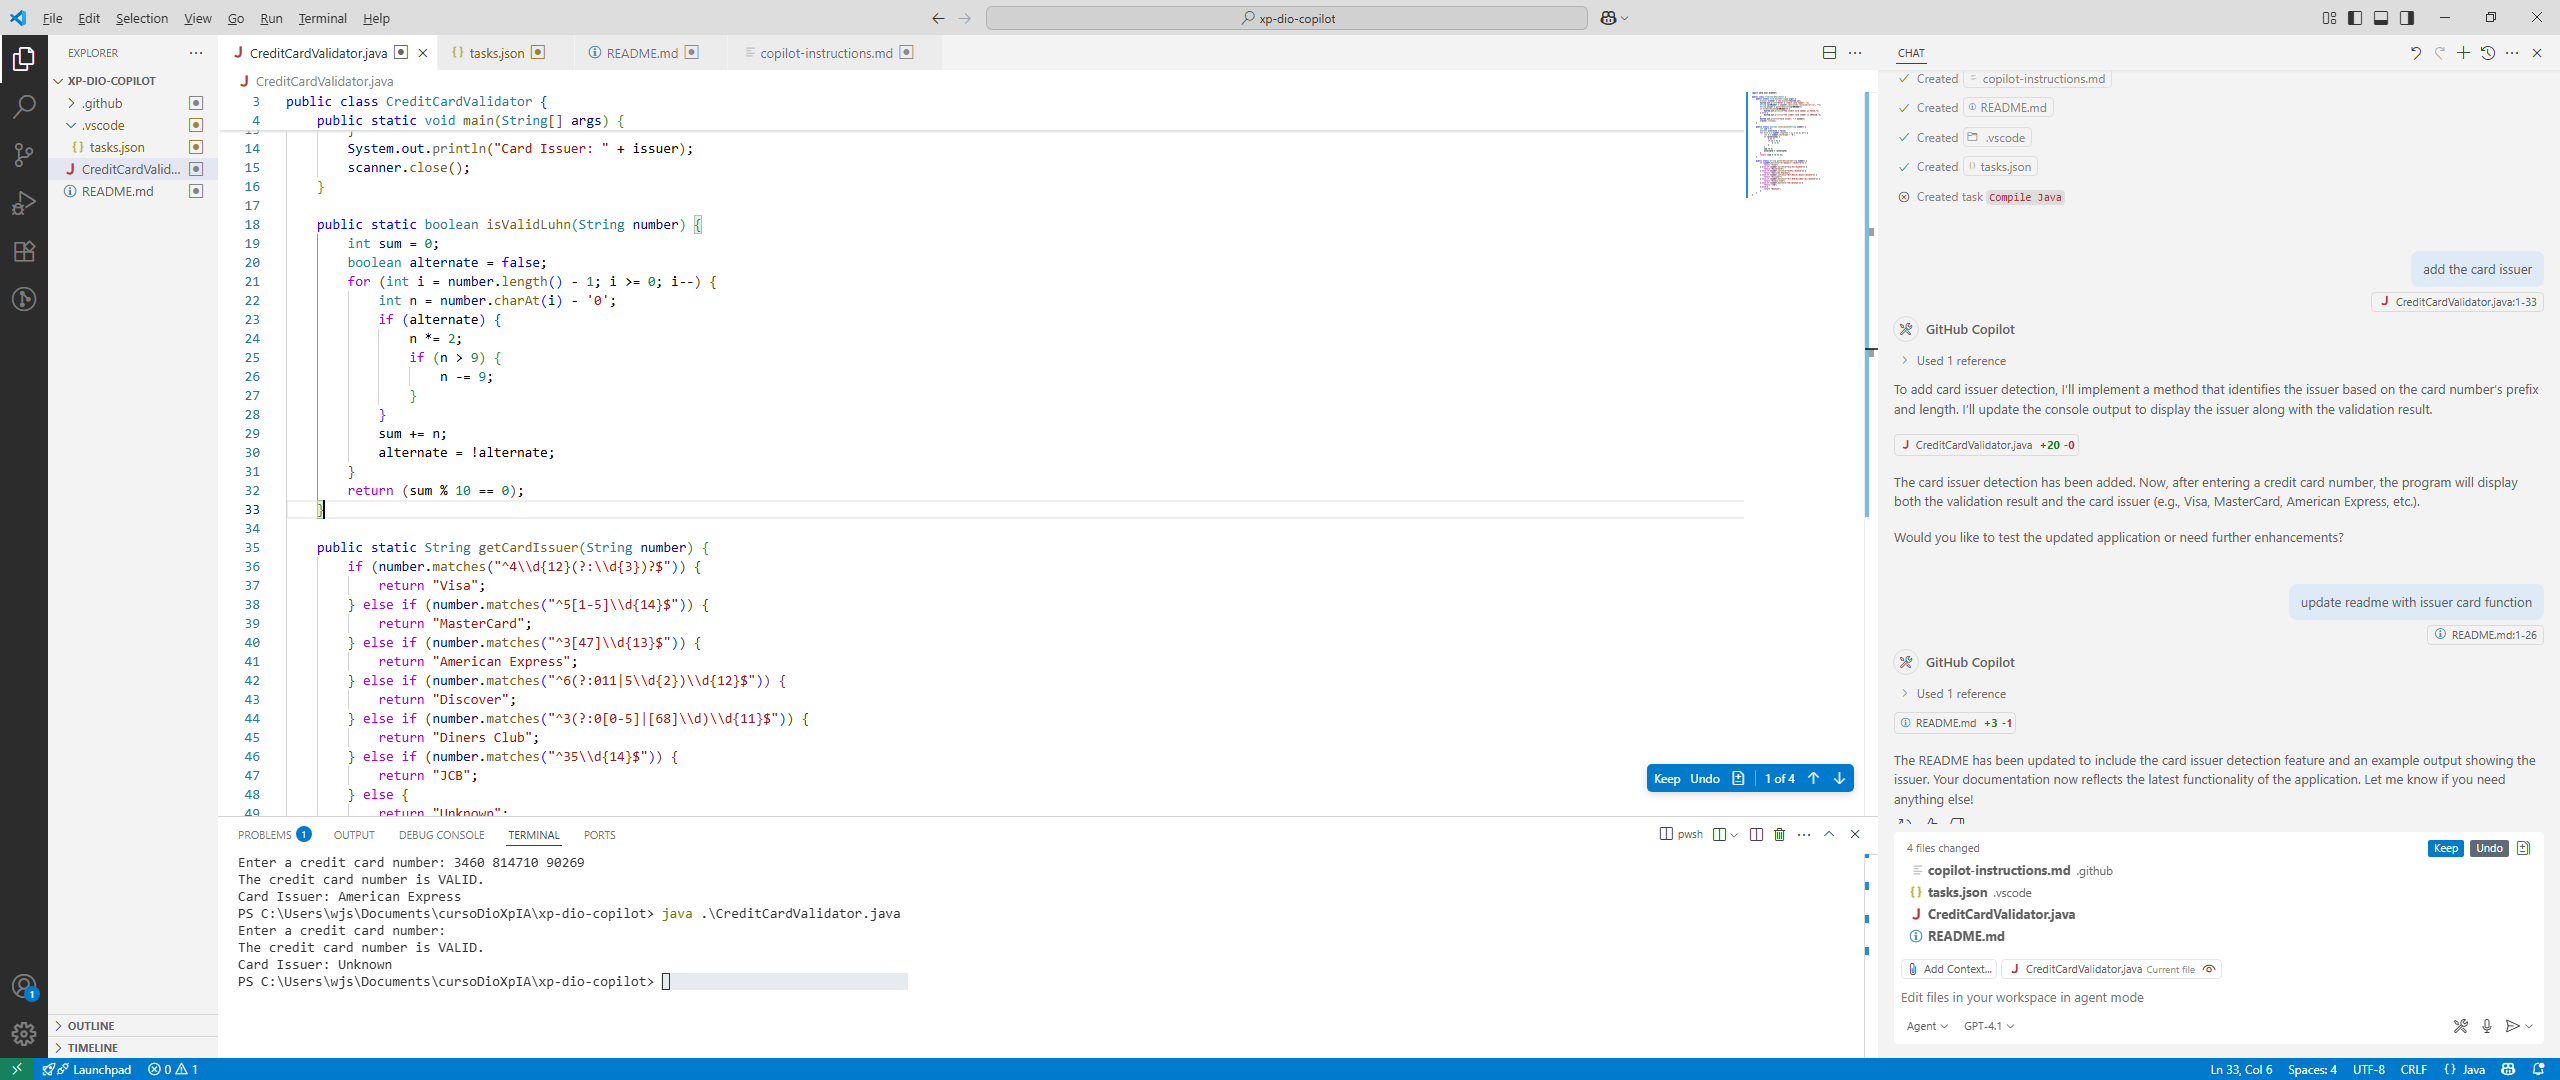 File Edit Selection View Go Run Terminal Help
xp-dio-copilot
EXPLORER
XP-DIO-COPILOT
.github
.vscode
{} tasks.json
J CreditCardValid...
README.md
OUTLINE
TIMELINE
J CreditCardValidator.java
{} tasks.json
README.md
copilot-instructions.md
J CreditCardValidator.java
3 public class CreditCardValidator {
4 public static void main(String[] args) {
14 System.out.println("Card Issuer: " + issuer);
15 scanner.close();
16 }
17
18 public static boolean isValidLuhn(String number) {
19 int sum = 0;
20 boolean alternate = false;
21 for (int i = number.length() - 1; i >= 0; i--) {
22 int n = number.charAt(i) - '0';
23 if (alternate) {
24 n *= 2;
25 if (n > 9) {
26 n -= 9;
27 }
28 }
29 sum += n;
30 alternate = !alternate;
31 }
32 return (sum % 10 == 0);
33 }
34
35 public static String getCardIssuer(String number) {
36 if (number.matches("^4\\d{12}(?:\\d{3})?$")) {
37 return "Visa";
38 } else if (number.matches("^5[1-5]\\d{14}$")) {
39 return "MasterCard";
40 } else if (number.matches("^3[47]\\d{13}$")) {
41 return "American Express";
42 } else if (number.matches("^6(?:011|5\\d{2})\\d{12}$")) {
43 return "Discover";
44 } else if (number.matches("^3(?:0[0-5]|[68]\\d)\\d{11}$")) {
45 return "Diners Club";
46 } else if (number.matches("^35\\d{14}$")) {
47 return "JCB";
48 } else {
49 return "Unknown";
Keep Undo 1 of 4
PROBLEMS 1 OUTPUT DEBUG CONSOLE TERMINAL PORTS
pwsh
Enter a credit card number: 3460 814710 90269
The credit card number is VALID.
Card Issuer: American Express
PS C:\Users\wjs\Documents\cursoDioXpIA\xp-dio-copilot> java .\CreditCardValidator.java
Enter a credit card number:
The credit card number is VALID.
Card Issuer: Unknown
PS C:\Users\wjs\Documents\cursoDioXpIA\xp-dio-copilot>
CHAT
Created copilot-instructions.md
Created README.md
Created .vscode
Created {} tasks.json
Created task Compile Java
add the card issuer
J CreditCardValidator.java:1-33
GitHub Copilot
Used 1 reference
To add card issuer detection, I'll implement a method that identifies the issuer based on the card number's prefix
and length. I'll update the console output to display the issuer along with the validation result.
J CreditCardValidator.java +20 -0
The card issuer detection has been added. Now, after entering a credit card number, the program will display
both the validation result and the card issuer (e.g., Visa, MasterCard, American Express, etc.).
Would you like to test the updated application or need further enhancements?
update readme with issuer card function
README.md:1-26
GitHub Copilot
Used 1 reference
README.md +3 -1
The README has been updated to include the card issuer detection feature and an example output showing the
issuer. Your documentation now reflects the latest functionality of the application. Let me know if you need
anything else!
4 files changed Keep Undo
copilot-instructions.md .github
{} tasks.json .vscode
J CreditCardValidator.java
README.md
Add Context... J CreditCardValidator.java Current file
Edit files in your workspace in agent mode
Agent GPT-4.1
1
Launchpad 0 1
Ln 33, Col 6 Spaces: 4 UTF-8 CRLF {} Java